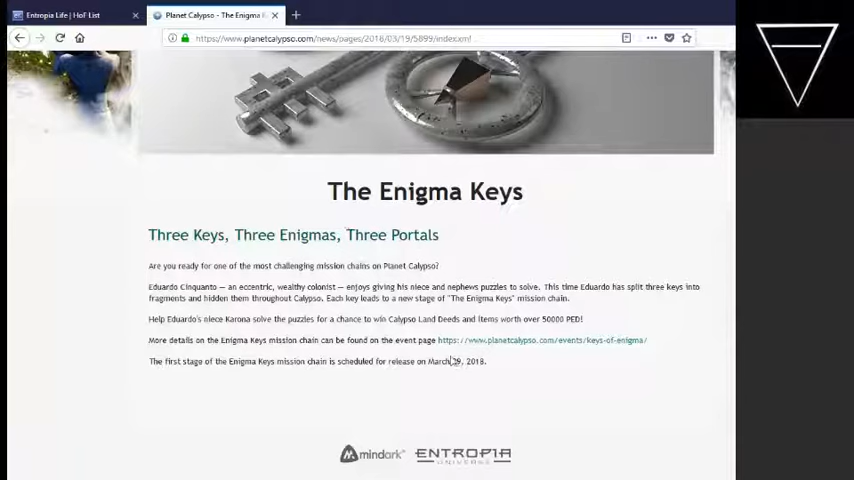 Entropia Life | HoF List
Planet Calypso - The Enigma K
https://www.planetcalypso.com/news/pages/2018/03/19/5899/index.xml
The Enigma Keys
Three Keys, Three Enigmas, Three Portals
Are you ready for one of the most challenging mission chains on Planet Calypso?
Eduardo Cinquanto — an eccentric, wealthy colonist — enjoys giving his niece and nephews puzzles to solve. This time Eduardo has split three keys into
fragments and hidden them throughout Calypso. Each key leads to a new stage of "The Enigma Keys" mission chain.
Help Eduardo's niece Karona solve the puzzles for a chance to win Calypso Land Deeds and items worth over 50000 PED!
More details on the Enigma Keys mission chain can be found on the event page https://www.planetcalypso.com/events/keys-of-enigma/
The first stage of the Enigma Keys mission chain is scheduled for release on March 29, 2018.
mindark ENTROPIA
UNIVERSE